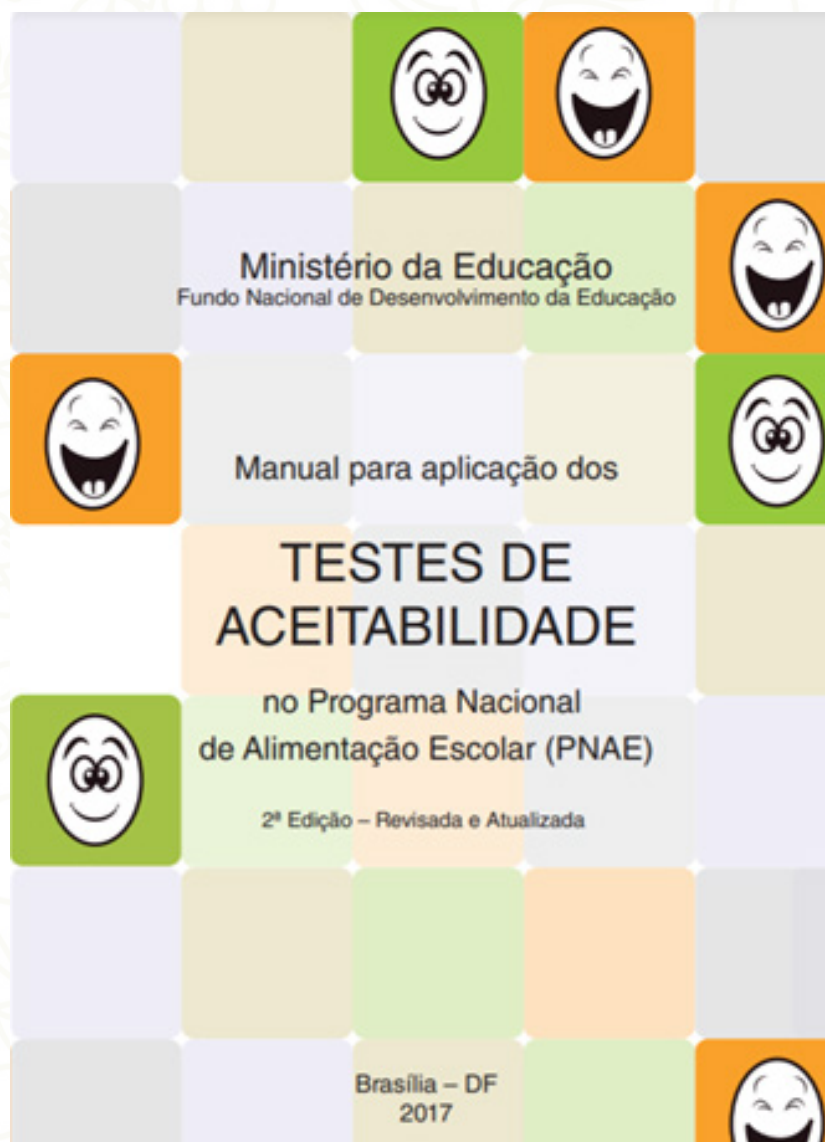 Ministério da Educação
Fundo Nacional de Desenvolvimento da Educação
Manual para aplicação dos
TESTES DE
ACEITABILIDADE
no Programa Nacional
de Alimentação Escolar (PNAE)
2ª Edição – Revisada e Atualizada
Brasília – DF
2017